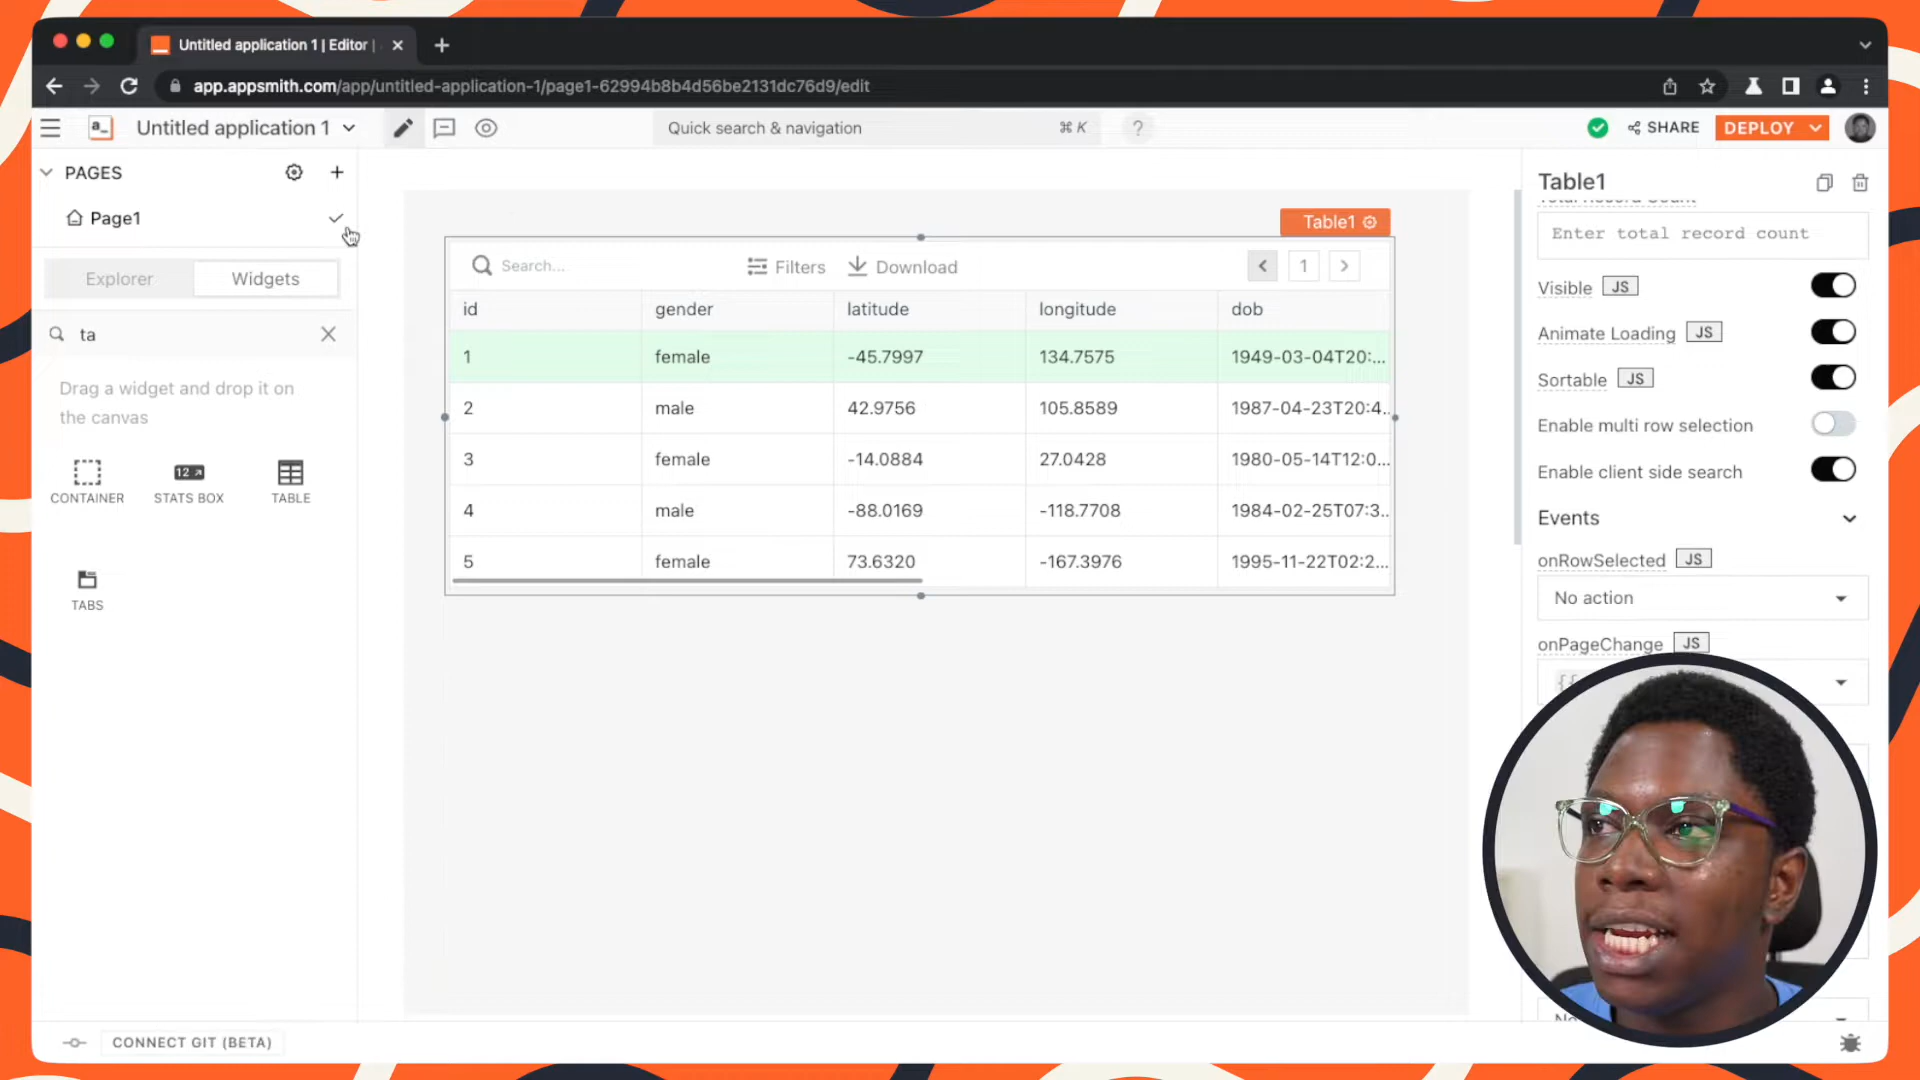 Untitled application 1 | Editor |
app.appsmith.com/app/untitled-application-1/page1-62994b8b4d56be2131dc76d9/edit
a_
Untitled application 1
Quick search & navigation
⌘ K
?
SHARE
DEPLOY
PAGES
Page1
Explorer
Widgets
ta
Drag a widget and drop it on
the canvas
CONTAINER
STATS BOX
TABLE
TABS
CONNECT GIT (BETA)
Table1
Search...
Filters
Download
1
id gender latitude longitude dob
1 female -45.7997 134.7575 1949-03-04T20:...
2 male 42.9756 105.8589 1987-04-23T20:4...
3 female -14.0884 27.0428 1980-05-14T12:0...
4 male -88.0169 -118.7708 1984-02-25T07:3...
5 female 73.6320 -167.3976 1995-11-22T02:2...
Table1
Total Record Count
Enter total record count
Visible JS
Animate Loading JS
Sortable JS
Enable multi row selection
Enable client side search
Events
onRowSelected JS
No action
onPageChange JS
{{
No